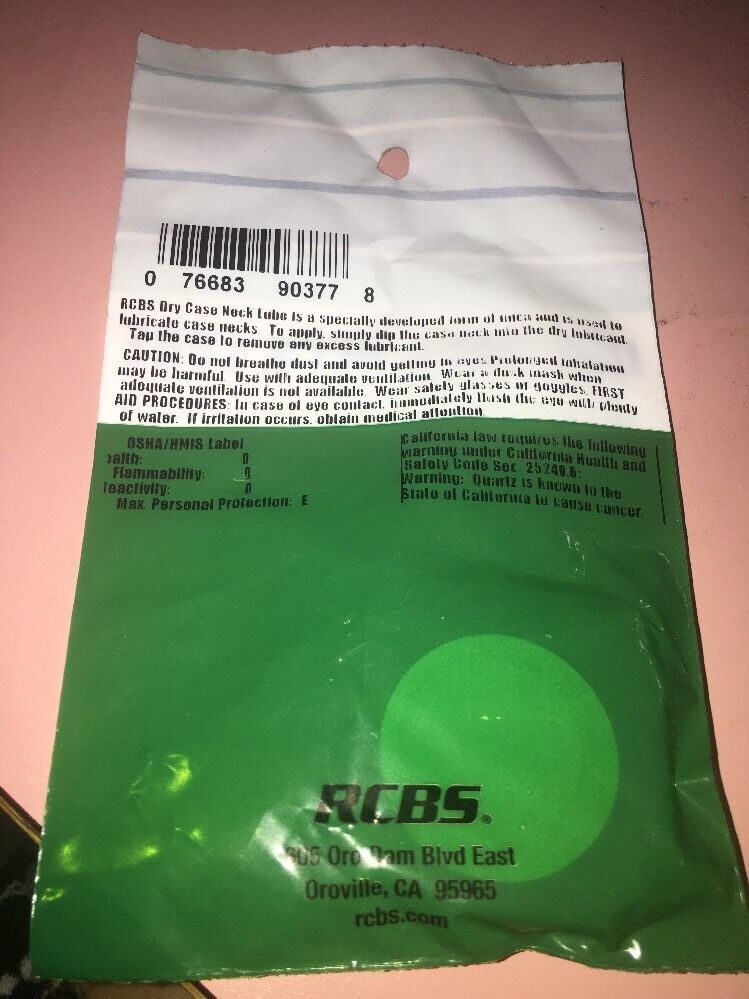 0 76683 90377 8
RCBS Dry Case Neck Lube is a specially developed form of mica and is used to
lubricate case necks. To apply, simply dip the case neck into the dry lubricant.
Tap the case to remove any excess lubricant.
CAUTION: Do not breathe dust and avoid getting in eyes. Prolonged inhalation
may be harmful. Use with adequate ventilation. Wear a dusk mask when
adequate ventilation is not available. Wear safety glasses or goggles. FIRST
AID PROCEDURES: In case of eye contact, immediately flush the eye with plenty
of water. If irritation occurs, obtain medical attention.
OSHA/HMIS Label
ealth: 0
Flammability: 0
Reactivity: 0
Max. Personal Protection: E
California law requires the following
warning under California Health and
Safety Code Sec. 25249.6:
Warning: Quartz is known to the
State of California to cause cancer.
RCBS.
605 Oro Dam Blvd East
Oroville, CA 95965
rcbs.com